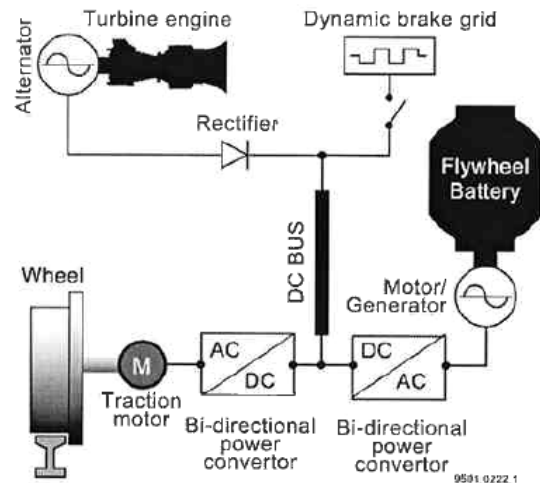 Turbine engine
Dynamic brake grid
Alternator
Rectifier
Flywheel
Battery
DC BUS
Wheel
Motor/
Generator
M
AC
DC
DC
AC
Traction
motor
Bi-directional
power
convertor
Bi-directional
power
convertor
9501 0222 1